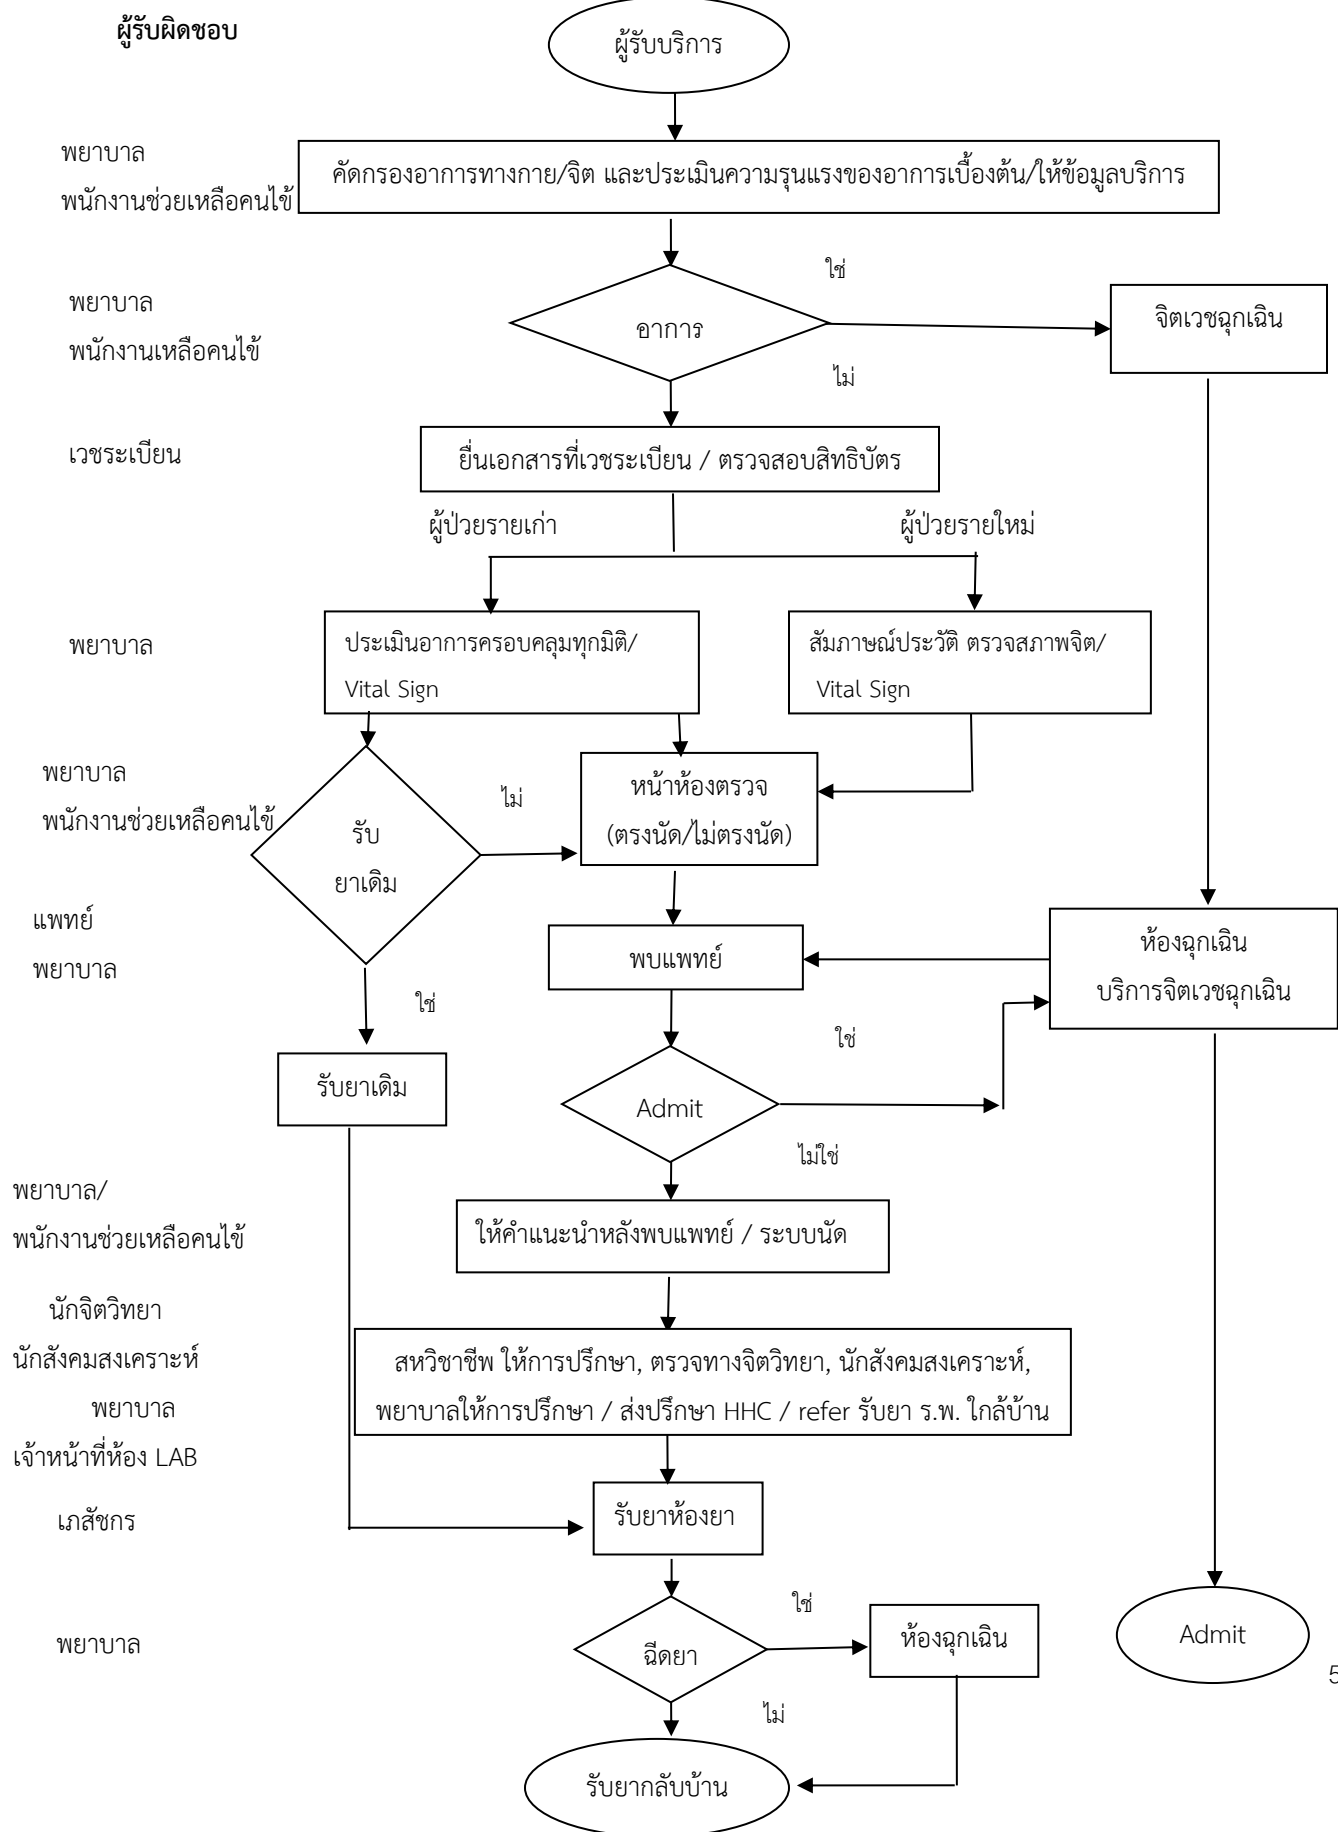 ผู้รับผิดชอบ
ผู้รับบริการ
พยาบาล
พนักงานช่วยเหลือคนไข้
คัดกรองอาการทางกาย/จิต และประเมินความรุนแรงของอาการเบื้องต้น/ให้ข้อมูลบริการ
ใช่
พยาบาล
พนักงานเหลือคนไข้
อาการ
จิตเวชฉุกเฉิน
ไม่
เวชระเบียน
ยื่นเอกสารที่เวชระเบียน / ตรวจสอบสิทธิบัตร
ผู้ป่วยรายเก่า
ผู้ป่วยรายใหม่
พยาบาล
ประเมินอาการครอบคลุมทุกมิติ/
Vital Sign
สัมภาษณ์ประวัติ ตรวจสภาพจิต/
Vital Sign
พยาบาล
พนักงานช่วยเหลือคนไข้
รับ
ยาเดิม
ไม่
หน้าห้องตรวจ
(ตรงนัด/ไม่ตรงนัด)
แพทย์
พยาบาล
พบแพทย์
ห้องฉุกเฉิน
บริการจิตเวชฉุกเฉิน
ใช่
ใช่
รับยาเดิม
Admit
ไม่ใช่
พยาบาล/
พนักงานช่วยเหลือคนไข้
ให้คำแนะนำหลังพบแพทย์ / ระบบนัด
นักจิตวิทยา
นักสังคมสงเคราะห์
พยาบาล
เจ้าหน้าที่ห้อง LAB
สหวิชาชีพ ให้การปรึกษา, ตรวจทางจิตวิทยา, นักสังคมสงเคราะห์,
พยาบาลให้การปรึกษา / ส่งปรึกษา HHC / refer รับยา ร.พ. ใกล้บ้าน
เภสัชกร
รับยาห้องยา
ใช่
พยาบาล
ฉีดยา
ห้องฉุกเฉิน
Admit
5
ไม่
รับยากลับบ้าน